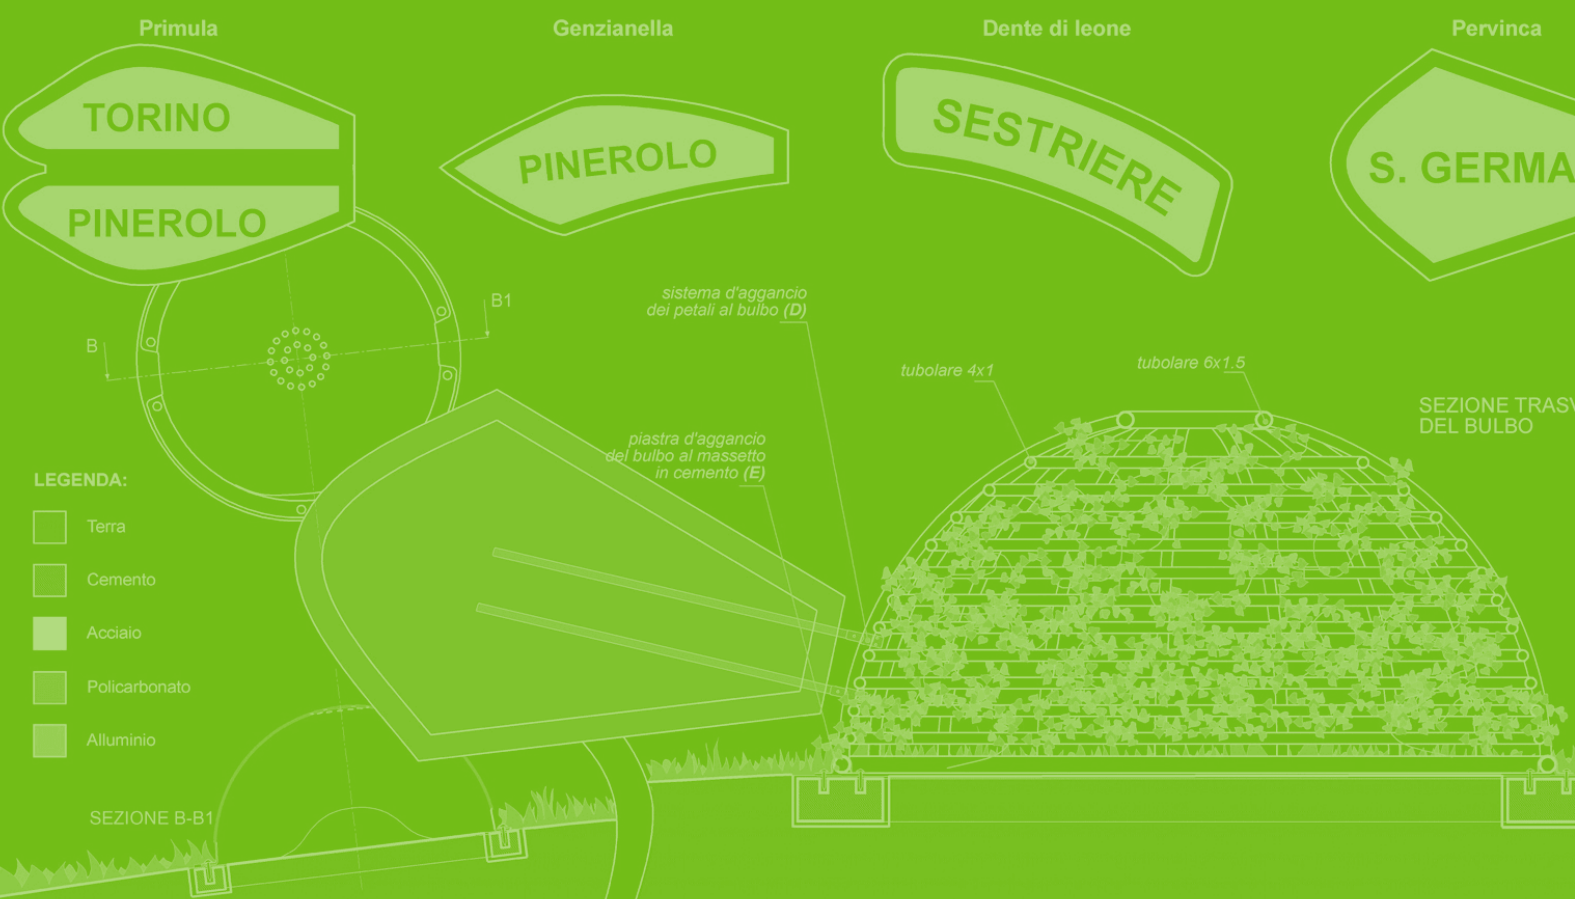 Primula
Genzianella
Dente di leone
Pervinca
TORINO
PINEROLO
PINEROLO
SESTRIERE
S. GERMA
B
B1
sistema d'aggancio
dei petali al bulbo (D)
tubolare 4x1
tubolare 6x1.5
piastra d'aggancio
del bulbo al massetto
in cemento (E)
SEZIONE TRASV
DEL BULBO
LEGENDA:
Terra
Cemento
Acciaio
Policarbonato
Alluminio
SEZIONE B-B1